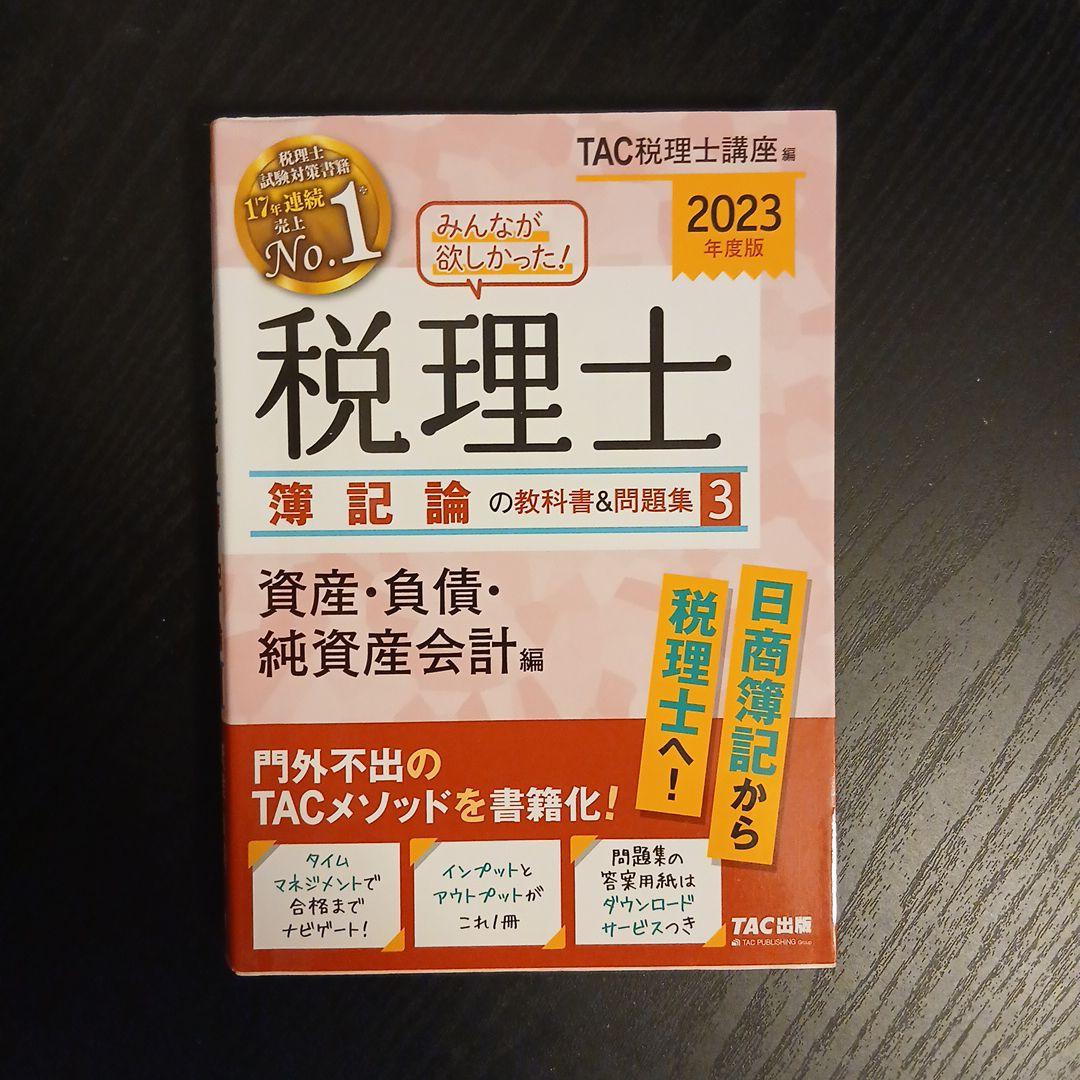 税理士
試験対策書籍
17年連続
売上
No.1※
TAC税理士講座 編
2023
年度版
みんなが
欲しかった!
税理士
簿記論の教科書&問題集 3
資産・負債・
純資産会計編
日商簿記から
税理士へ!
門外不出の
TACメソッドを書籍化!
タイム
マネジメントで
合格まで
ナビゲート!
インプットと
アウトプットが
これ1冊
問題集の
答案用紙は
ダウンロード
サービスつき
TAC出版
TAC PUBLISHING Group